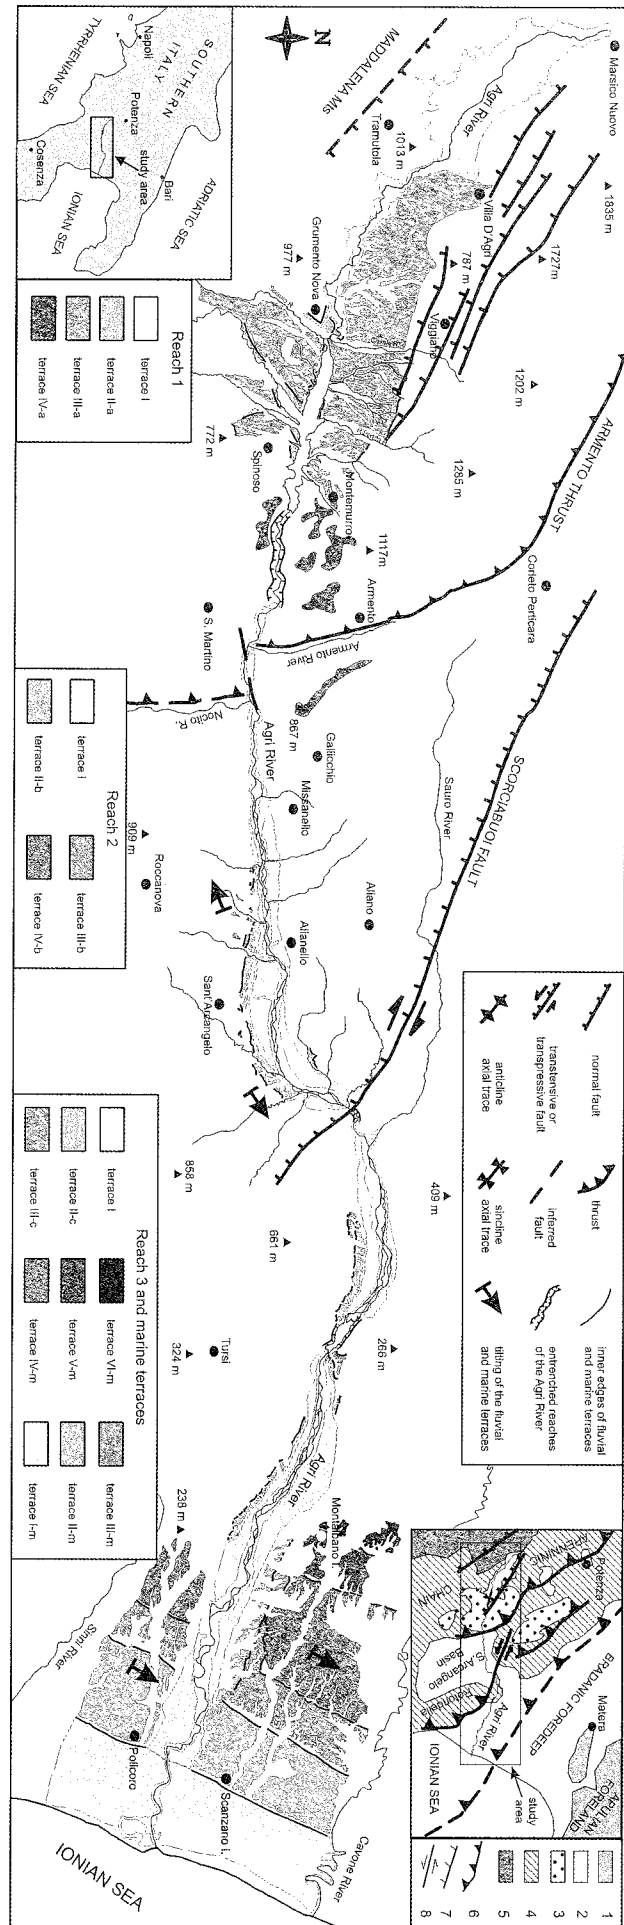 Marsico Nuovo
1835 m
1727m
MADDALENA Mts
Tramutola
1013 m
Agri River
Villa D'Agri
787 m
Viggiano
1202 m
ARMENTO THRUST
977 m
Grumento Nova
1285 m
772 m
Spinoso
Montemurro
1117m
Armento
Corleto Perticara
S. Martino
Armento River
Nocito R.
867 m
Gallicchio
Agri River
Missanello
Sauro River
SCORCIABUOI FAULT
909 m
Roccanova
Alianello
Aliano
Sant'Arcangelo
858 m
661 m
409 m
Tursi
324 m
266 m
Agri River
238 m
Montalbano I.
Sinni River
Policoro
Scanzano I.
Cavone River
IONIAN SEA
N
TYRRHENIAN SEA
Napoli
SOUTHERN
ITALY
Potenza
study area
Bari
ADRIATIC SEA
Cosenza
IONIAN SEA
Reach 1
terrace I
terrace II-a
terrace III-a
terrace IV-a
Reach 2
terrace I
terrace III-b
terrace II-b
terrace IV-b
Reach 3 and marine terraces
terrace I
terrace VI-m
terrace III-m
terrace II-c
terrace V-m
terrace II-m
terrace III-c
terrace IV-m
terrace I-m
normal fault
thrust
inner edges of fluvial
and marine terraces
transtensive or
transpressive fault
inferred
fault
entrenched reaches
of the Agri River
anticline
axial trace
sincline
axial trace
tilting of the fluvial
and marine terraces
APENNINIC
CHAIN
Potenza
BRADANIC FOREDEEP
Matera
APULIAN
FORELAND
S. Arcangelo
Basin
Rotondella
Agri River
study
area
IONIAN SEA
1
2
3
4
5
6
7
8